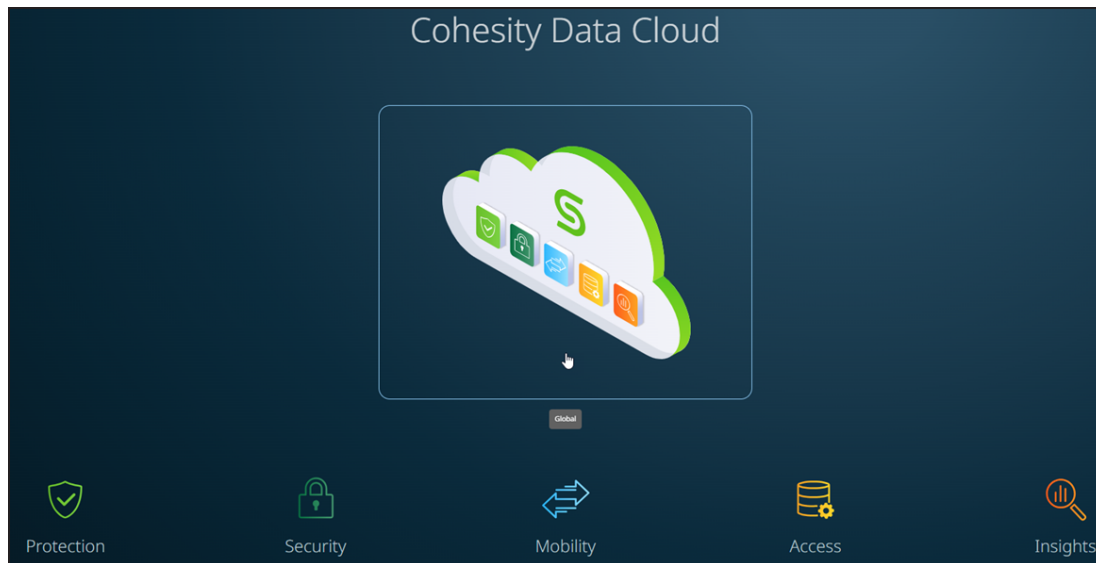 Cohesity Data Cloud
Global
Protection
Security
Mobility
Access
Insights